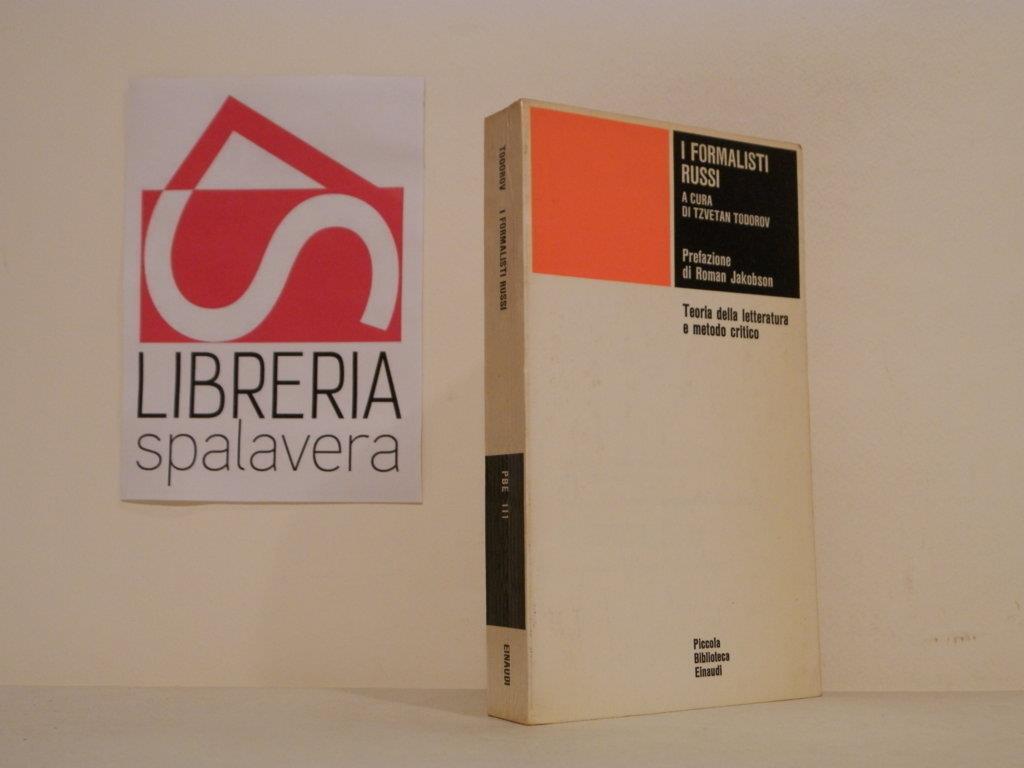 LIBRERIA
spalavera
TODOROV I FORMALISTI RUSSI
PBE 111
EINAUDI
I FORMALISTI
RUSSI
A CURA
DI TZVETAN TODOROV
Prefazione
di Roman Jakobson
Teoria della letteratura
e metodo critico
Piccola
Biblioteca
Einaudi